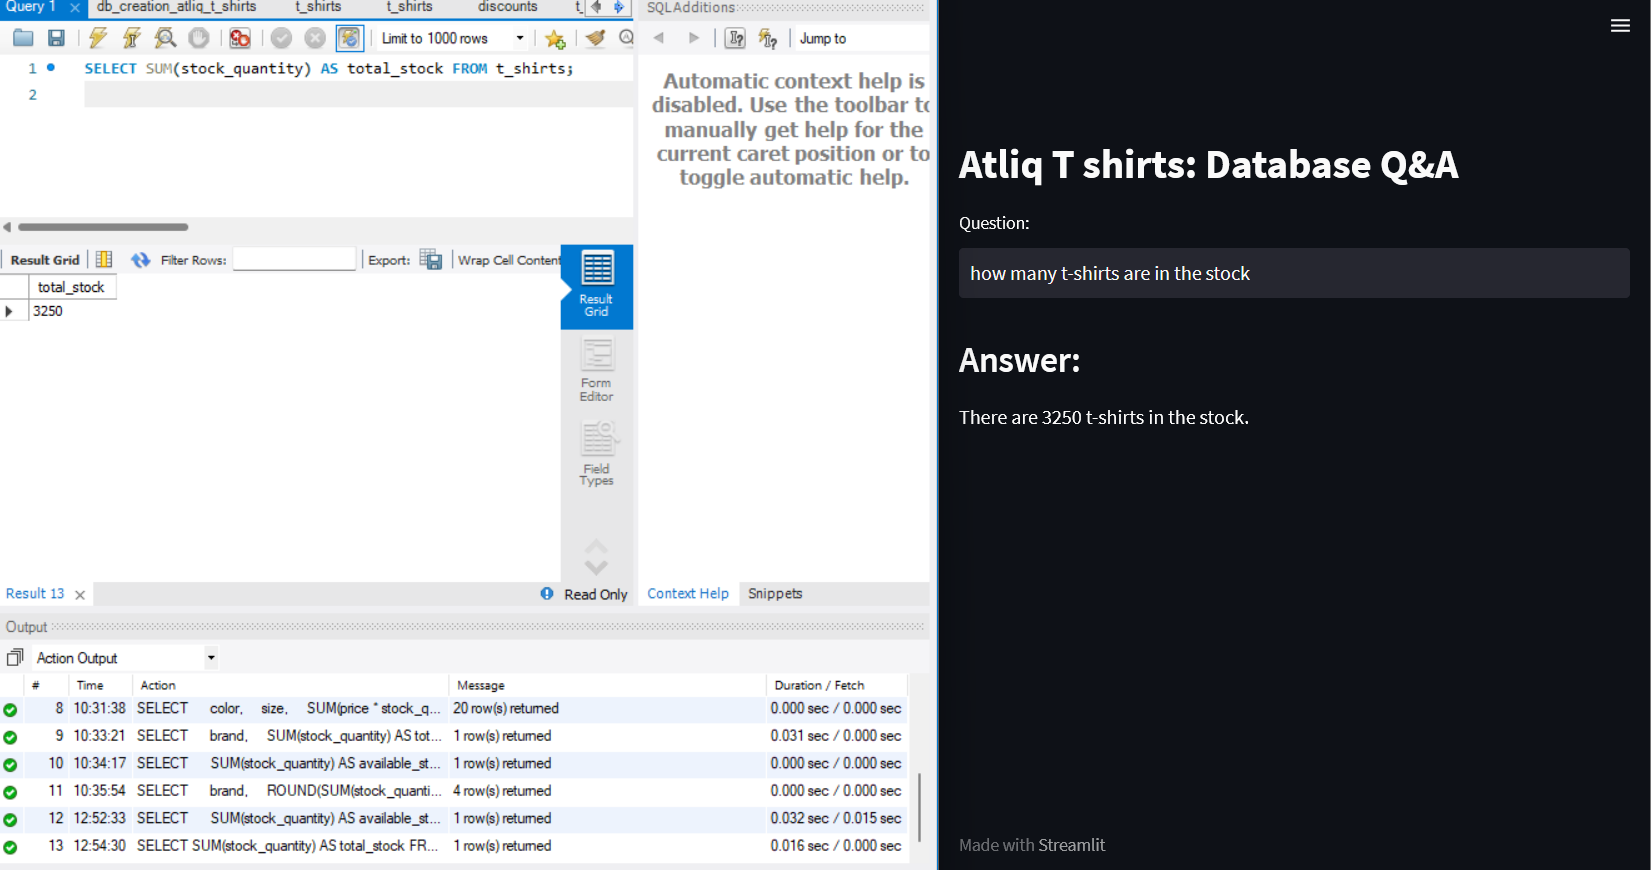 Query 1
db_creation_atliq_t_shirts
t_shirts
t_shirts
discounts
t_
Limit to 1000 rows
1 SELECT SUM(stock_quantity) AS total_stock FROM t_shirts;
2
Result Grid
Filter Rows:
Export:
Wrap Cell Content
total_stock
3250
Result
Grid
Form
Editor
Field
Types
Result 13
Read Only
SQLAdditions
Jump to
Automatic context help is
disabled. Use the toolbar to
manually get help for the
current caret position or to
toggle automatic help.
Context Help
Snippets
Output
Action Output
# Time Action Message Duration / Fetch
8 10:31:38 SELECT color, size, SUM(price * stock_q... 20 row(s) returned 0.000 sec / 0.000 sec
9 10:33:21 SELECT brand, SUM(stock_quantity) AS tot... 1 row(s) returned 0.031 sec / 0.000 sec
10 10:34:17 SELECT SUM(stock_quantity) AS available_st... 1 row(s) returned 0.000 sec / 0.000 sec
11 10:35:54 SELECT brand, ROUND(SUM(stock_quanti... 4 row(s) returned 0.000 sec / 0.000 sec
12 12:52:33 SELECT SUM(stock_quantity) AS available_st... 1 row(s) returned 0.032 sec / 0.015 sec
13 12:54:30 SELECT SUM(stock_quantity) AS total_stock FR... 1 row(s) returned 0.016 sec / 0.000 sec
Atliq T shirts: Database Q&A
Question:
how many t-shirts are in the stock
Answer:
There are 3250 t-shirts in the stock.
Made with Streamlit